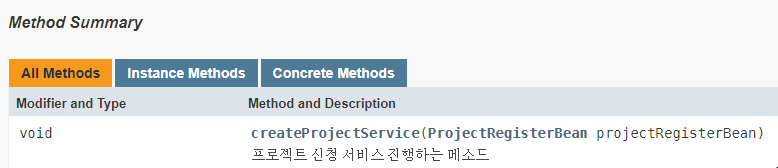 Method Summary
All Methods Instance Methods Concrete Methods
Modifier and Type Method and Description
void createProjectService(ProjectRegisterBean projectRegisterBean)
프로젝트 신청 서비스 진행하는 메소드